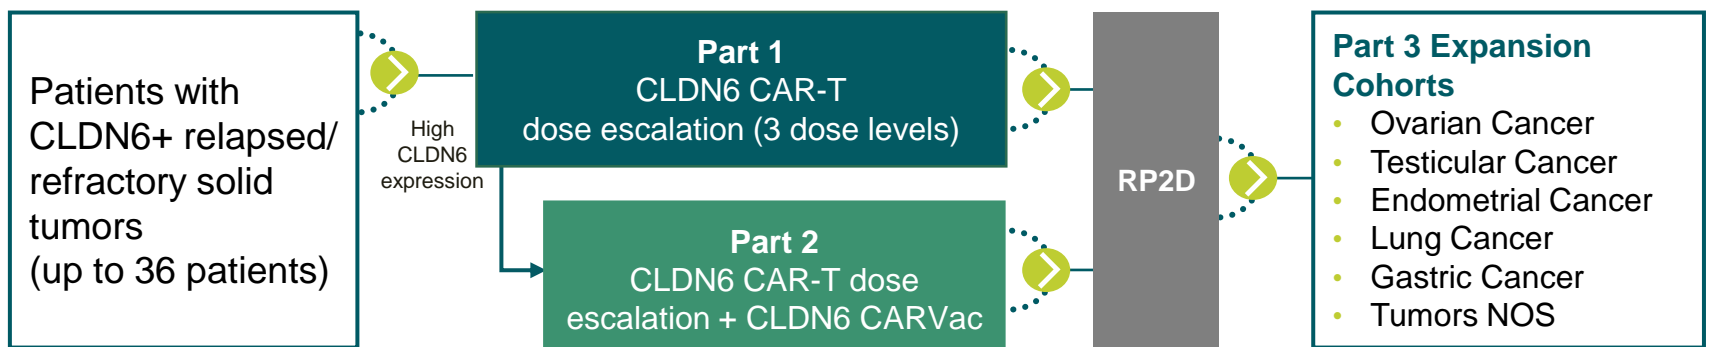 Patients with
CLDN6+ relapsed/
refractory solid
tumors
(up to 36 patients)
High
CLDN6
expression
Part 1
CLDN6 CAR-T
dose escalation (3 dose levels)
Part 2
CLDN6 CAR-T dose
escalation + CLDN6 CARVac
RP2D
Part 3 Expansion
Cohorts
• Ovarian Cancer
• Testicular Cancer
• Endometrial Cancer
• Lung Cancer
• Gastric Cancer
• Tumors NOS